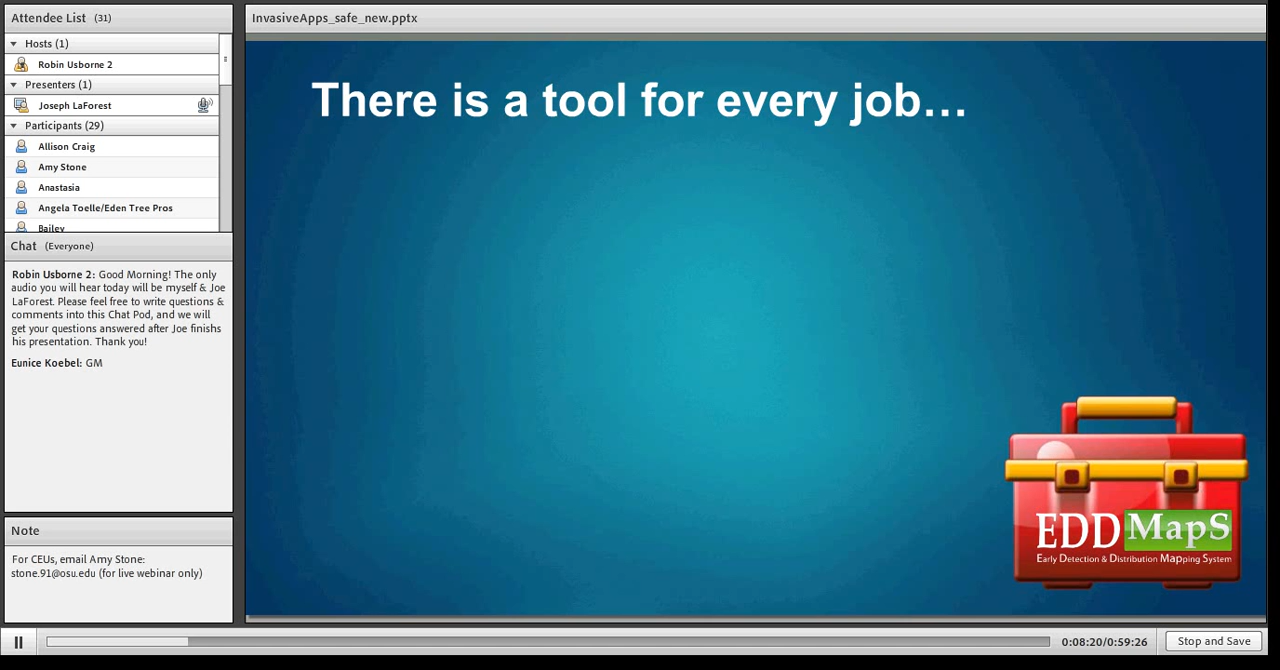 Attendee List (31)
Hosts (1)
Robin Usborne 2
Presenters (1)
Joseph LaForest
Participants (29)
Allison Craig
Amy Stone
Anastasia
Angela Toelle/Eden Tree Pros
Bailey
Chat (Everyone)
Robin Usborne 2: Good Morning! The only
audio you will hear today will be myself & Joe
LaForest. Please feel free to write questions &
comments into this Chat Pod, and we will
get your questions answered after Joe finishs
his presentation. Thank you!
Eunice Koebel: GM
Note
For CEUs, email Amy Stone:
stone.91@osu.edu (for live webinar only)
InvasiveApps_safe_new.pptx
There is a tool for every job...
EDDMapS
Early Detection & Distribution Mapping System
0:08:20/0:59:26
Stop and Save